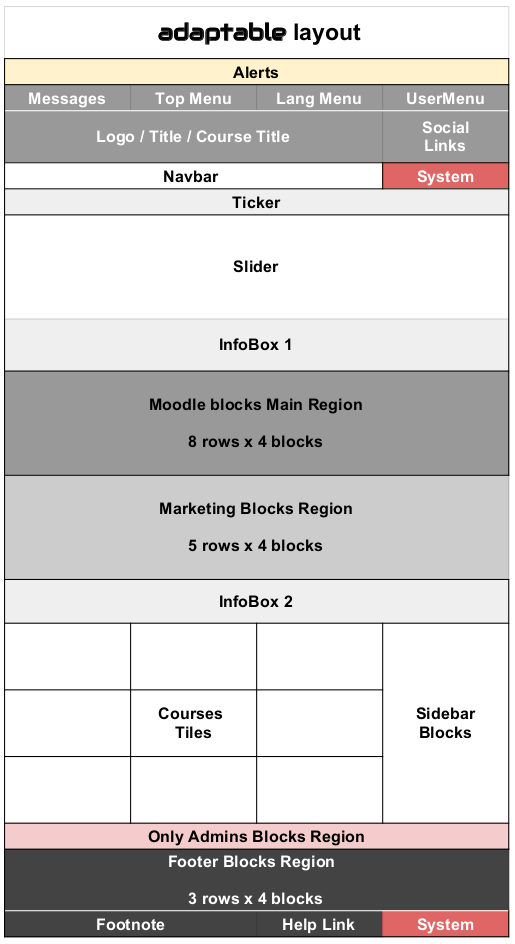 adaptable layout
Alerts
Messages Top Menu Lang Menu UserMenu
Logo / Title / Course Title
Social
Links
Navbar System
Ticker
Slider
InfoBox 1
Moodle blocks Main Region
8 rows x 4 blocks
Marketing Blocks Region
5 rows x 4 blocks
InfoBox 2
Courses
Tiles
Sidebar
Blocks
Only Admins Blocks Region
Footer Blocks Region
3 rows x 4 blocks
Footnote Help Link System